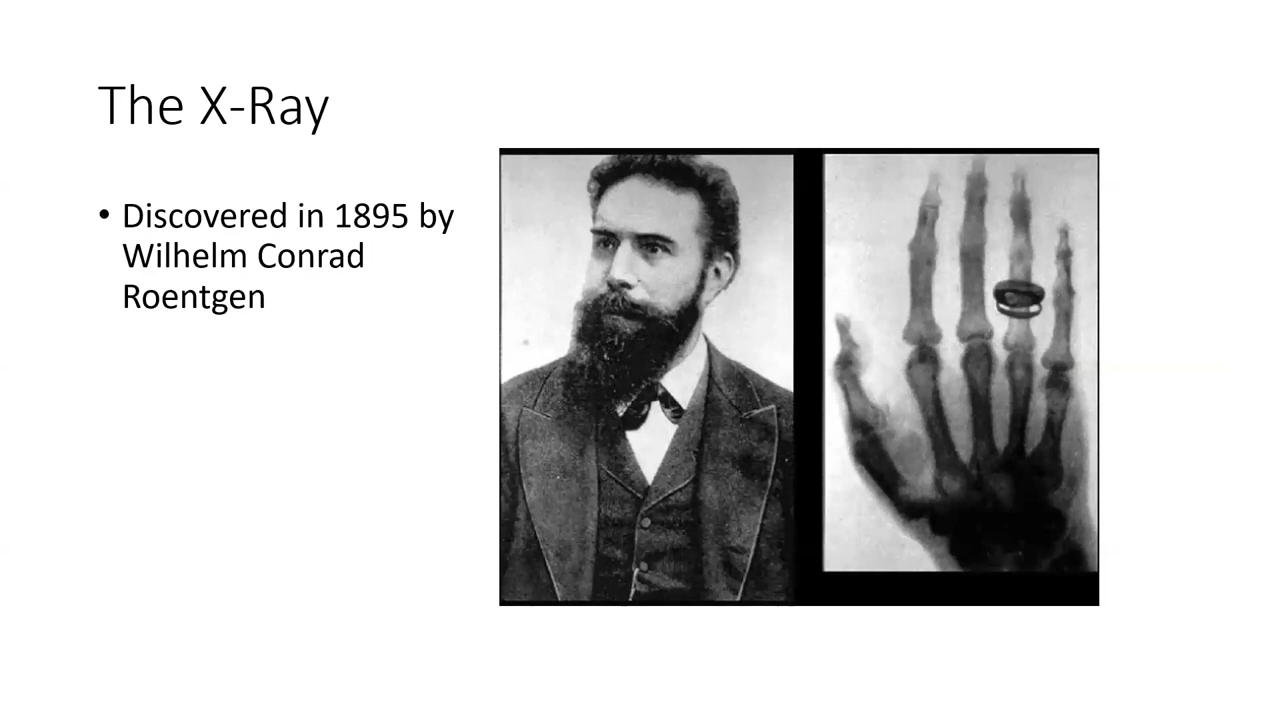 The X-Ray
• Discovered in 1895 by
Wilhelm Conrad
Roentgen